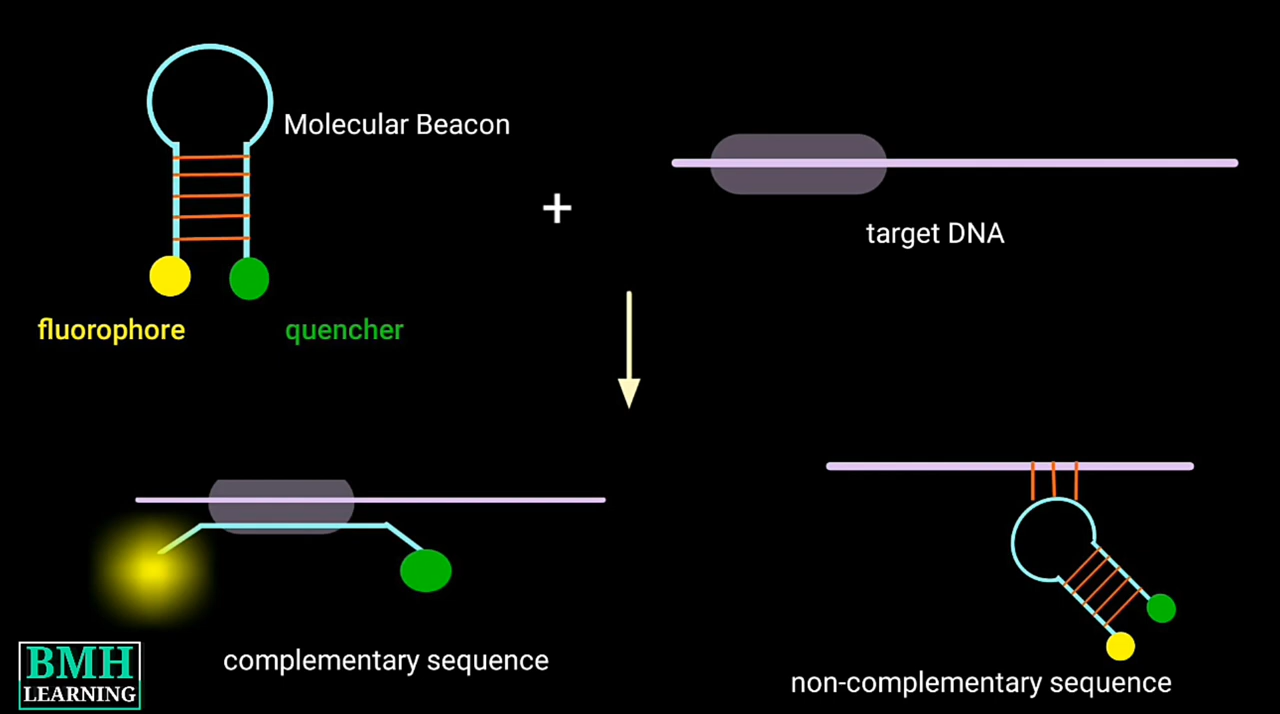 Molecular Beacon
+
target DNA
fluorophore
quencher
complementary sequence
non-complementary sequence
BMH
LEARNING